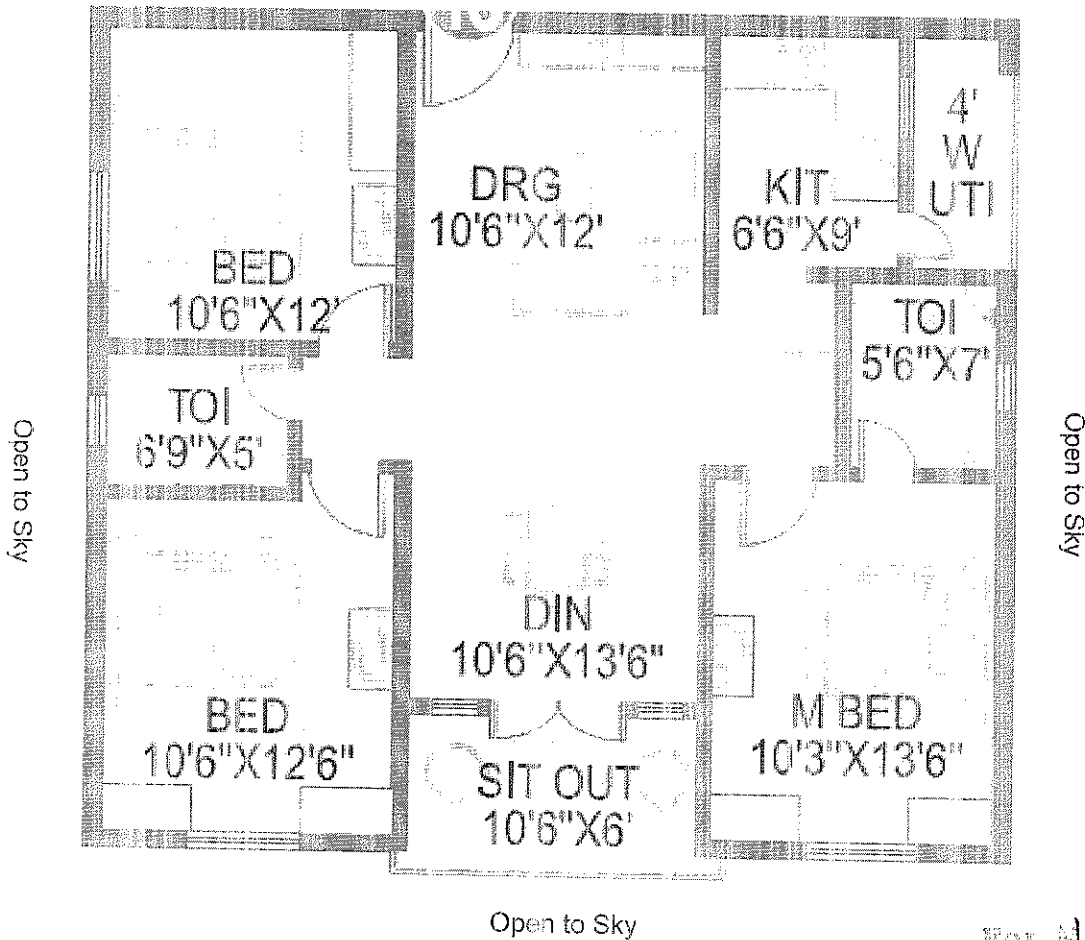 DRG
10'6"X12'
KIT
6'6"X9'
4'
W
UTI
BED
10'6"X12'
TOI
5'6"X7'
TOI
6'9"X5'
Open to Sky
Open to Sky
DIN
10'6"X13'6"
BED
10'6"X12'6"
M BED
10'3"X13'6"
SIT OUT
10'6"X6'
Open to Sky